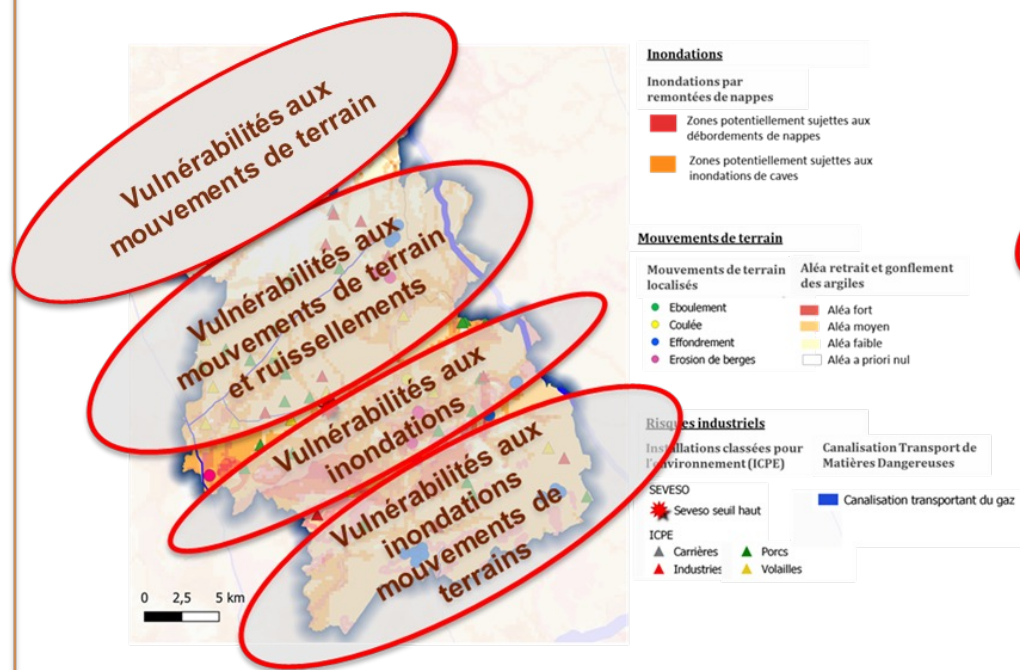 Vulnérabilités aux
mouvements de terrain
Vulnérabilités aux
mouvements de terrain
et ruissellements
Vulnérabilités aux
inondations
Vulnérabilités aux
inondations
mouvements de
terrains
0 2,5 5 km
Inondations
Inondations par
remontées de nappes
Zones potentiellement sujettes aux
débordements de nappes
Zones potentiellement sujettes aux
inondations de caves
Mouvements de terrain
Mouvements de terrain
localisés
Eboulement
Coulée
Effondrement
Erosion de berges
Aléa retrait et gonflement
des argiles
Aléa fort
Aléa moyen
Aléa faible
Aléa a priori nul
Risques industriels
Installations classées pour
l'environnement (ICPE)
SEVESO
Seveso seuil haut
ICPE
Carrières
Industries
Porcs
Volailles
Canalisation Transport de
Matières Dangereuses
Canalisation transportant du gaz